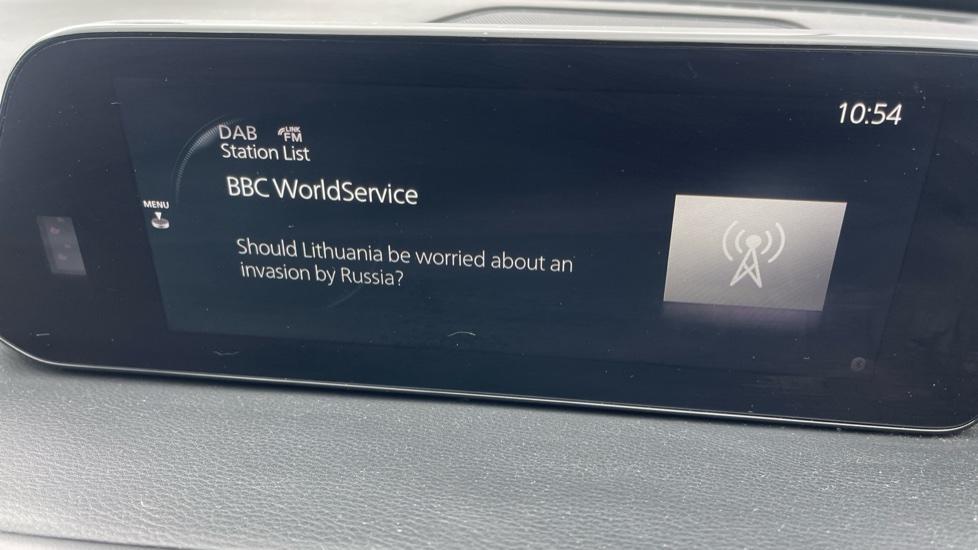 10:54
DAB LINK FM
Station List
BBC WorldService
MENU
Should Lithuania be worried about an
invasion by Russia?